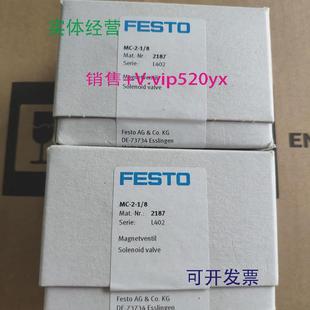 实体经营
FESTO
MC-2-1/8
Mat. Nr. 2187
Serie: L402
销售+V:vip520yx
Magnetventil
Solenoid valve
Festo AG & Co. KG
DE-73734 Esslingen
FESTO
MC-2-1/8
Mat. Nr.: 2187
Serie: L402
Magnetventil
Solenoid valve
可开发票
Festo AG & Co. KG
DE-73734 Esslingen